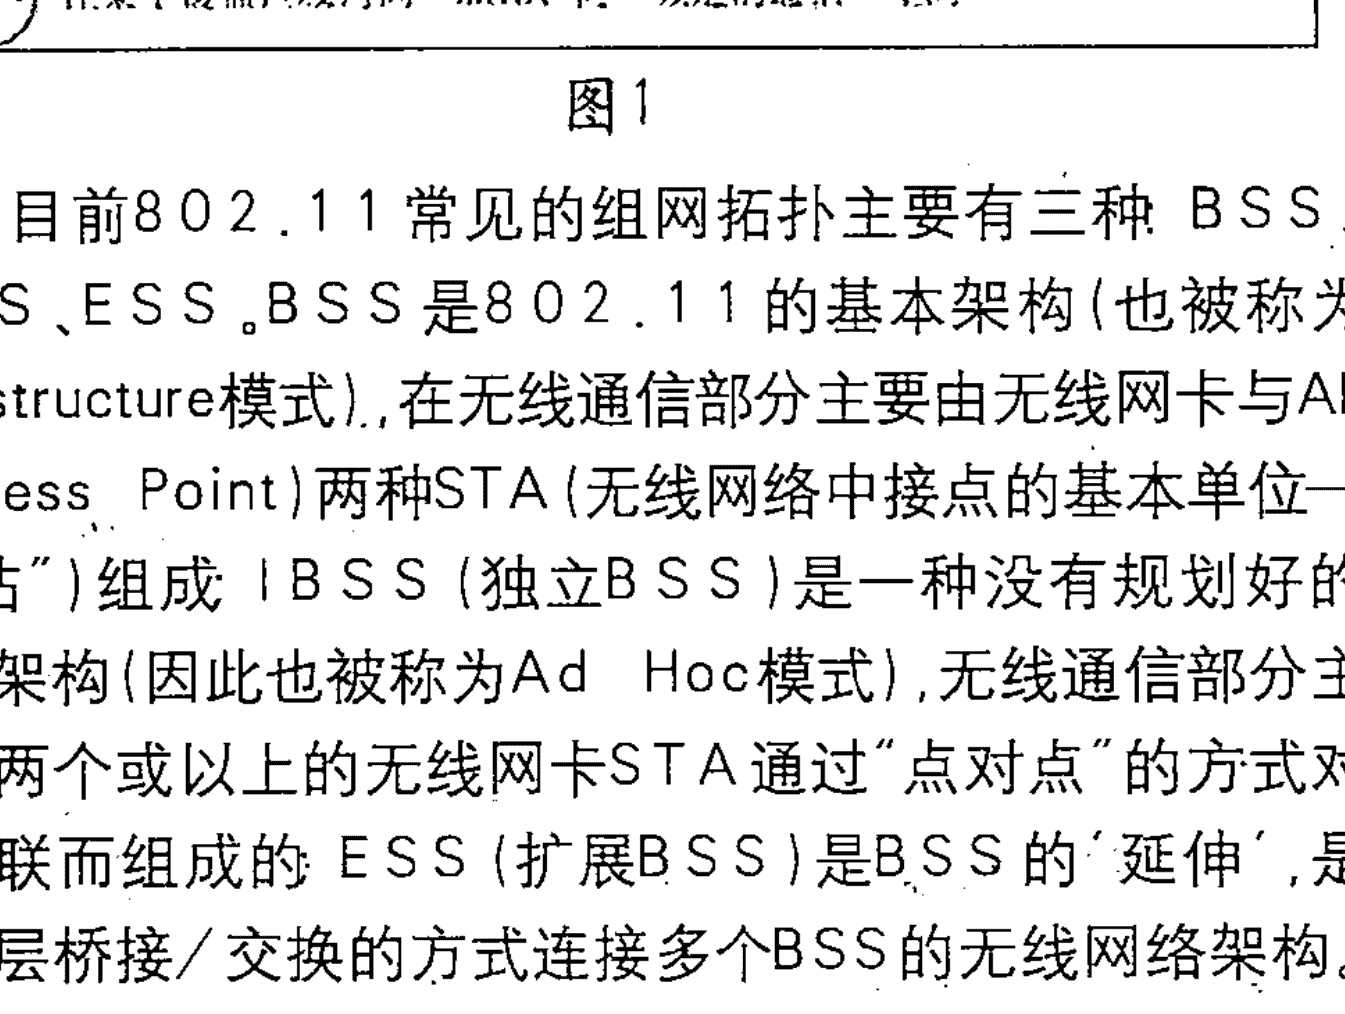 图1
目前802.11常见的组网拓扑主要有三种: BSS、
S、ESS。BSS是802.11的基本架构(也被称为
structure模式),在无线通信部分主要由无线网卡与A
ess Point)两种STA(无线网络中接点的基本单位—
占")组成; IBSS(独立BSS)是一种没有规划好的
架构(因此也被称为Ad Hoc模式),无线通信部分主
两个或以上的无线网卡STA通过“点对点”的方式对
联而组成的; ESS(扩展BSS)是BSS的‘延伸’,是
层桥接/交换的方式连接多个BSS的无线网络架构。